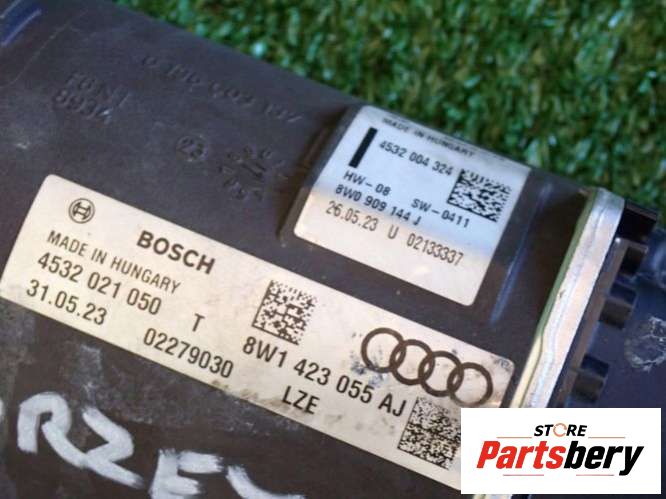 MADE IN HUNGARY
4532 004 324
HW-08 SW-0411
8W0 909 144 J
26.05.23 U 02133337
BOSCH
MADE IN HUNGARY
4532 021 050
31.05.23 T
02279030
8W1 423 055 AJ
LZE
STORE
Partsbery